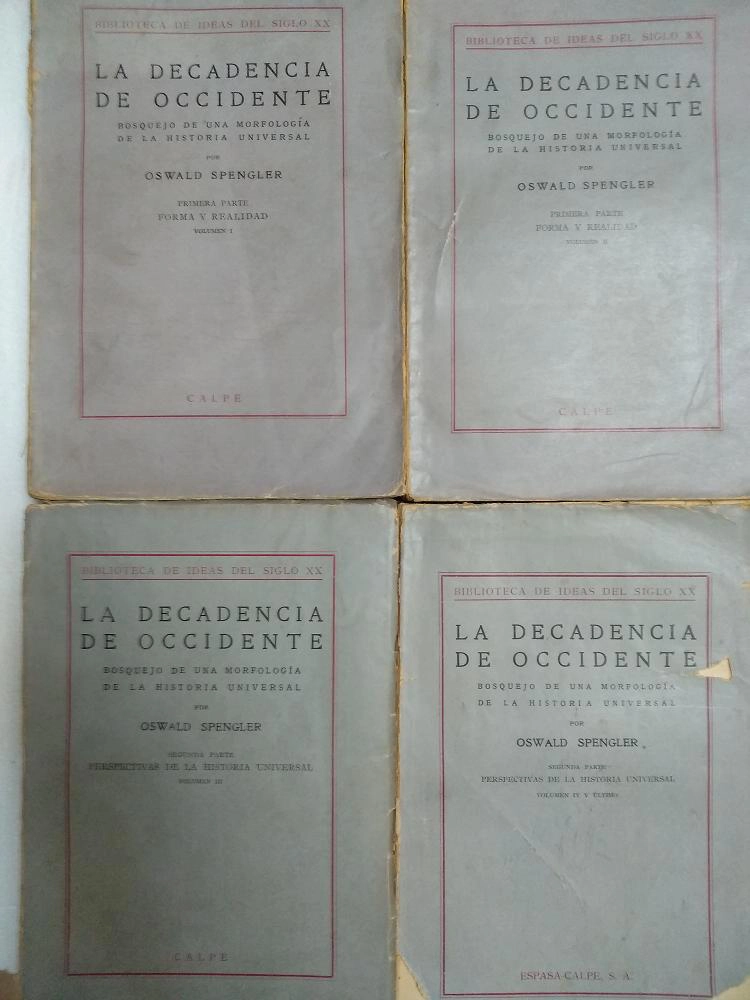 BIBLIOTECA DE IDEAS DEL SIGLO XX
LA DECADENCIA
DE OCCIDENTE
BOSQUEJO DE UNA MORFOLOGÍA
DE LA HISTORIA UNIVERSAL
POR
OSWALD SPENGLER
PRIMERA PARTE
FORMA Y REALIDAD
VOLUMEN I
CALPE
BIBLIOTECA DE IDEAS DEL SIGLO XX
LA DECADENCIA
DE OCCIDENTE
BOSQUEJO DE UNA MORFOLOGÍA
DE LA HISTORIA UNIVERSAL
POR
OSWALD SPENGLER
PRIMERA PARTE
FORMA Y REALIDAD
VOLUMEN II
CALPE
BIBLIOTECA DE IDEAS DEL SIGLO XX
LA DECADENCIA
DE OCCIDENTE
BOSQUEJO DE UNA MORFOLOGÍA
DE LA HISTORIA UNIVERSAL
POR
OSWALD SPENGLER
SEGUNDA PARTE
PERSPECTIVAS DE LA HISTORIA UNIVERSAL
VOLUMEN III
CALPE
BIBLIOTECA DE IDEAS DEL SIGLO XX
LA DECADENCIA
DE OCCIDENTE
BOSQUEJO DE UNA MORFOLOGÍA
DE LA HISTORIA UNIVERSAL
POR
OSWALD SPENGLER
SEGUNDA PARTE
PERSPECTIVAS DE LA HISTORIA UNIVERSAL
VOLUMEN IV Y ÚLTIMO
ESPASA-CALPE, S. A.